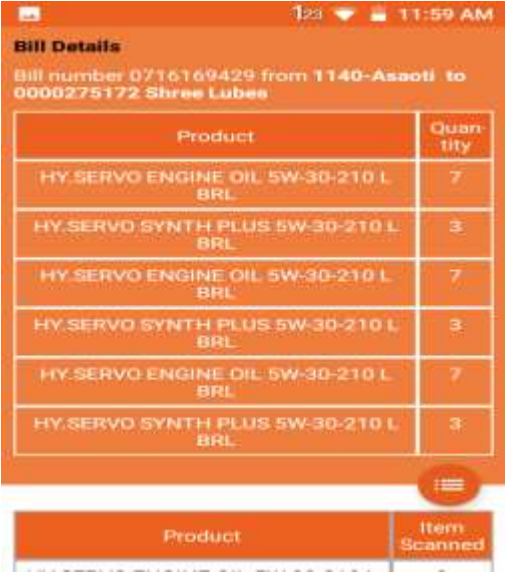 123 11:59 AM
Bill Details
Bill number 0716169429 from 1140-Asaoti to
0000275172 Shree Lubes
Product Quan-
tity
HY.SERVO ENGINE OIL 5W-30-210 L
BRL 7
HY.SERVO SYNTH PLUS 5W-30-210 L
BRL 3
HY.SERVO ENGINE OIL 5W-30-210 L
BRL 7
HY.SERVO SYNTH PLUS 5W-30-210 L
BRL 3
HY.SERVO ENGINE OIL 5W-30-210 L
BRL 7
HY.SERVO SYNTH PLUS 5W-30-210 L
BRL 3
Product Item
Scanned